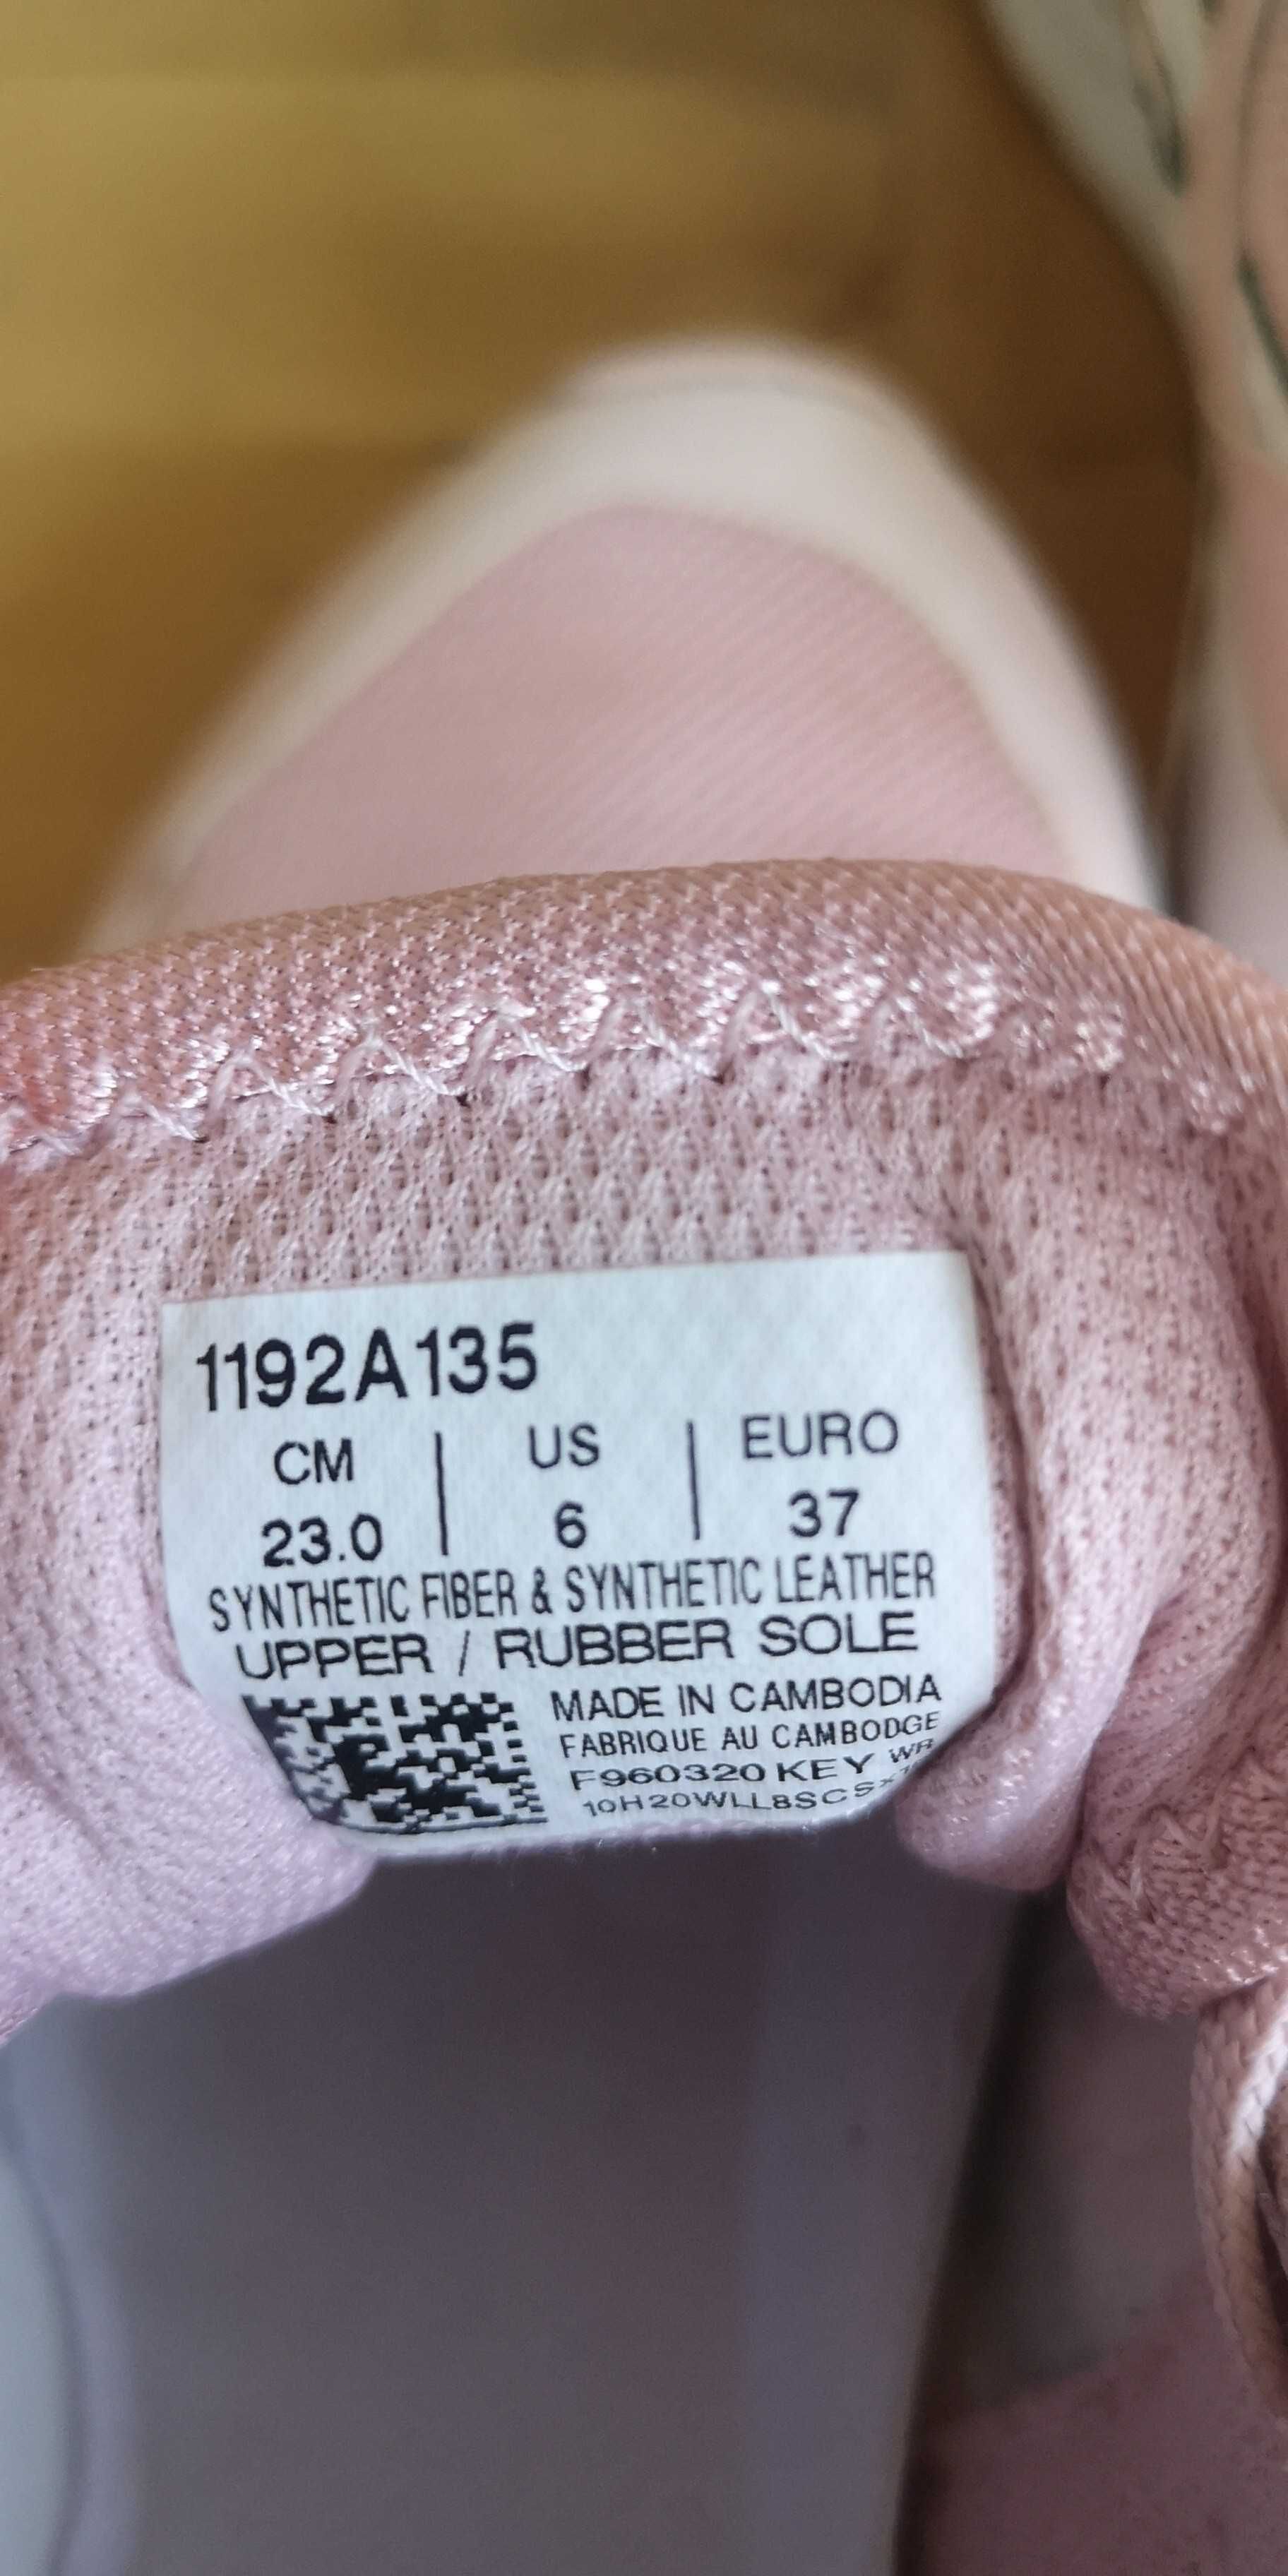 1192A135
CM | US | EURO
23.0 | 6 | 37
SYNTHETIC FIBER & SYNTHETIC LEATHER
UPPER / RUBBER SOLE
MADE IN CAMBODIA
FABRIQUE AU CAMBODGE
F960320 KEY WR